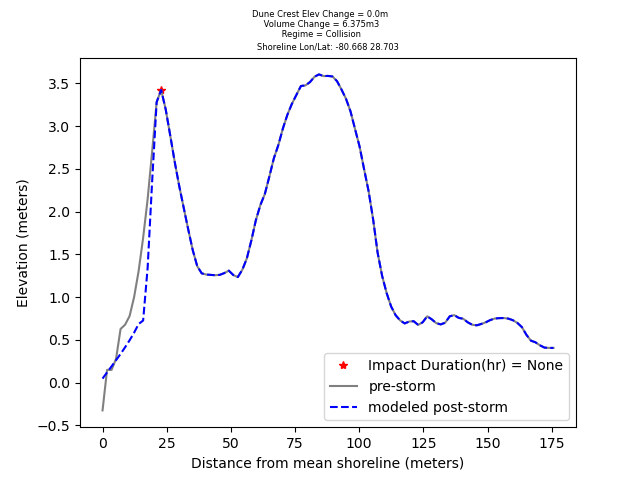 Dune Crest Elev Change = 0.0m
Volume Change = 6.375m3
Regime = Collision
Shoreline Lon/Lat: -80.668 28.703
Elevation (meters)
3.5
3.0
2.5
2.0
1.5
1.0
0.5
0.0
−0.5
0 25 50 75 100 125 150 175
Distance from mean shoreline (meters)
Impact Duration(hr) = None
pre-storm
modeled post-storm